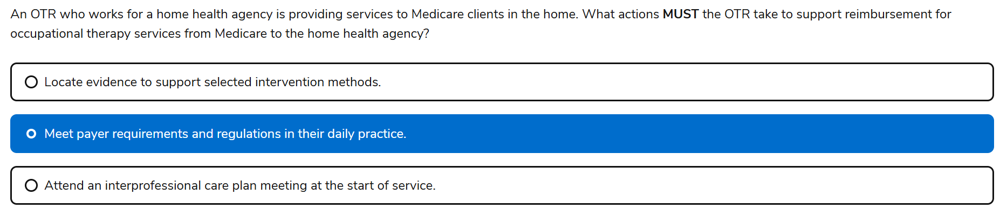 An OTR who works for a home health agency is providing services to Medicare clients in the home. What actions MUST the OTR take to support reimbursement for
occupational therapy services from Medicare to the home health agency?
Locate evidence to support selected intervention methods.
Meet payer requirements and regulations in their daily practice.
Attend an interprofessional care plan meeting at the start of service.